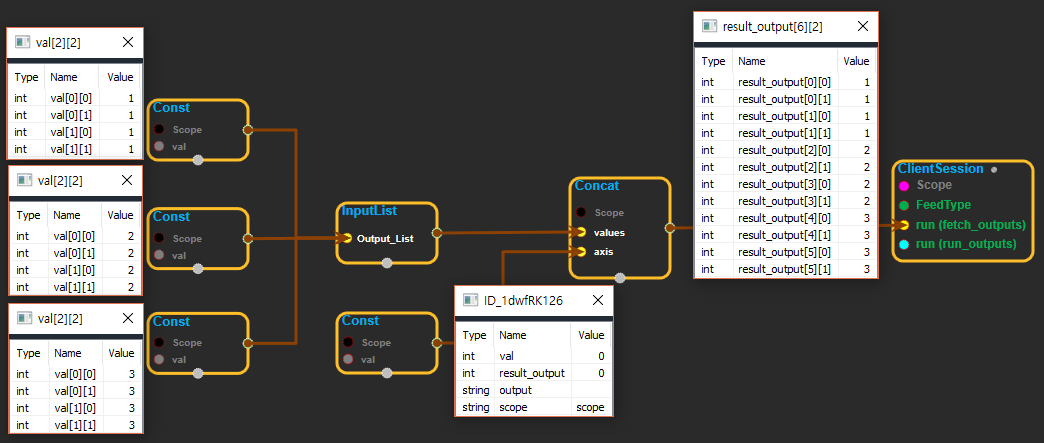 val[2][2]
Type Name Value
int val[0][0] 1
int val[0][1] 1
int val[1][0] 1
int val[1][1] 1
Const
Scope
val
val[2][2]
Type Name Value
int val[0][0] 2
int val[0][1] 2
int val[1][0] 2
int val[1][1] 2
Const
Scope
val
val[2][2]
Type Name Value
int val[0][0] 3
int val[0][1] 3
int val[1][0] 3
int val[1][1] 3
Const
Scope
val
InputList
Output_List
Const
Scope
val
ID_1dwfRK126
Type Name Value
int val 0
int result_output 0
string output
string scope scope
Concat
Scope
values
axis
result_output[6][2]
Type Name Value
int result_output[0][0] 1
int result_output[0][1] 1
int result_output[1][0] 1
int result_output[1][1] 1
int result_output[2][0] 2
int result_output[2][1] 2
int result_output[3][0] 2
int result_output[3][1] 2
int result_output[4][0] 3
int result_output[4][1] 3
int result_output[5][0] 3
int result_output[5][1] 3
ClientSession
Scope
FeedType
run (fetch_outputs)
run (run_outputs)